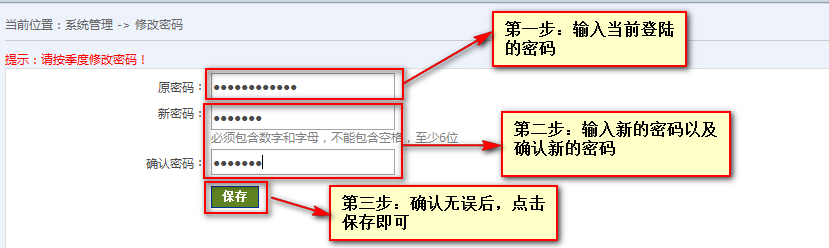 当前位置：系统管理 -> 修改密码
第一步：输入当前登陆
的密码
提示：请按季度修改密码！
原密码：●●●●●●●●●●●●
新密码：●●●●●●●
必须包含数字和字母，不能包含空格，至少6位
第二步：输入新的密码以及
确认新的密码
确认密码：●●●●●●●
保存
第三步：确认无误后，点击
保存即可